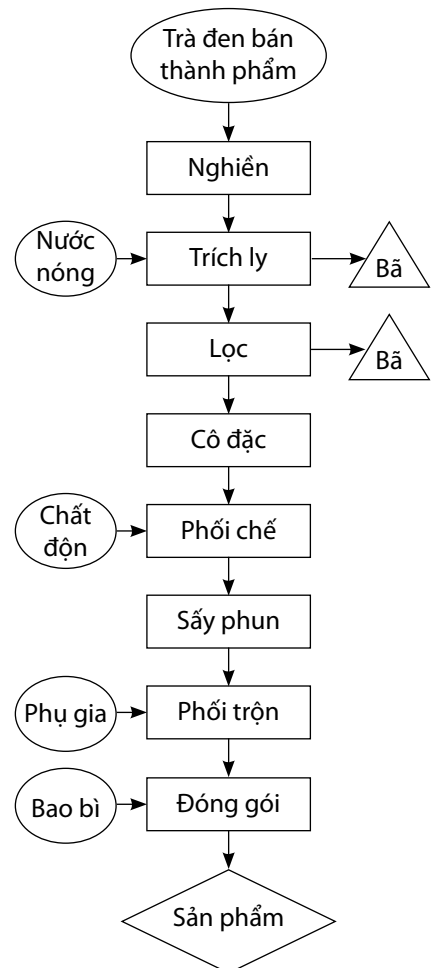 Trà đen bán
thành phẩm
Nghiền
Nước
nóng
Trích ly
Bã
Lọc
Bã
Cô đặc
Chất
độn
Phối chế
Sấy phun
Phụ gia
Phối trộn
Bao bì
Đóng gói
Sản phẩm